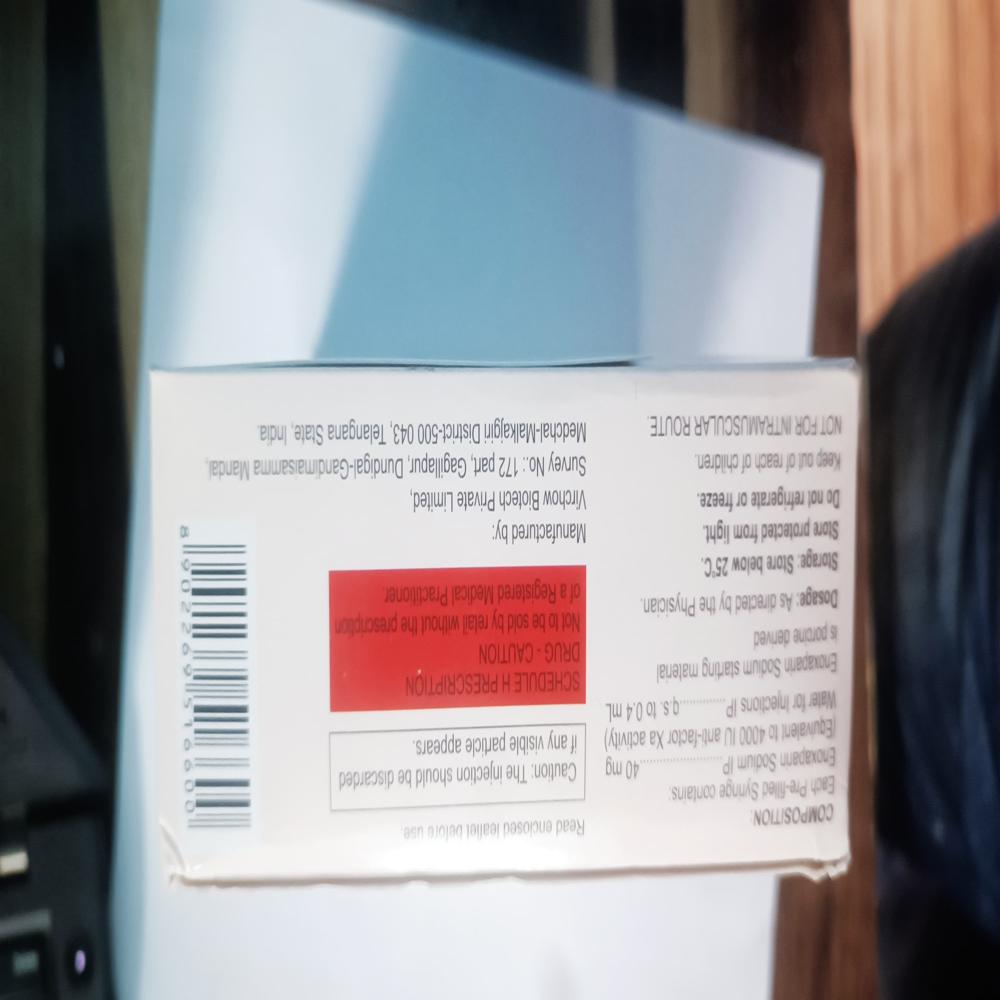 COMPOSITION:
Each Pre-filled Syringe contains:
Enoxaparin Sodium IP........................40 mg
(Equivalent to 4000 IU anti-factor Xa activity)
Water for Injections IP..............q.s. to 0.4 mL
Enoxaparin Sodium starting material
is porcine derived
Dosage: As directed by the Physician.
Storage: Store below 25°C.
Store protected from light.
Do not refrigerate or freeze.
Keep out of reach of children.
NOT FOR INTRAMUSCULAR ROUTE.
Read enclosed leaflet before use.
Caution: The injection should be discarded
if any visible particle appears.
SCHEDULE H PRESCRIPTION
DRUG - CAUTION
Not to be sold by retail without the prescription
of a Registered Medical Practitioner.
Manufactured by:
Virchow Biotech Private Limited,
Survey No.: 172 part, Gagillapur, Dundigal-Gandimaisamma Mandal,
Medchal-Malkajgiri District-500 043, Telangana State, India.
8 902269 516600